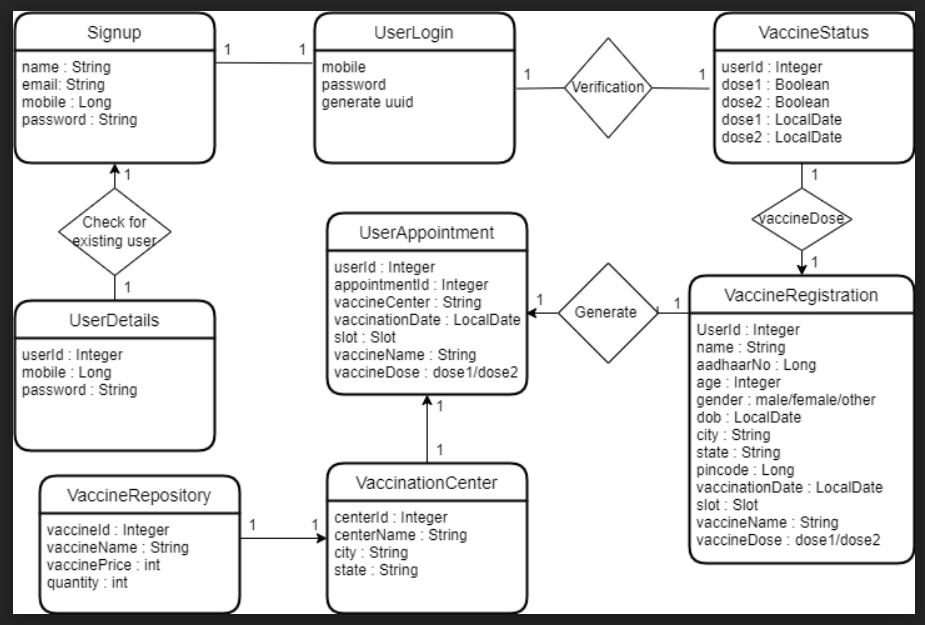 Signup
name : String
email: String
mobile : Long
password : String
1
1
UserLogin
mobile
password
generate uuid
1
Verification
1
VaccineStatus
userId : Integer
dose1 : Boolean
dose2 : Boolean
dose1 : LocalDate
dose2 : LocalDate
1
vaccineDose
1
1
Check for
existing user
1
UserDetails
userId : Integer
mobile : Long
password : String
UserAppointment
userId : Integer
appointmentId : Integer
vaccineCenter : String
vaccinationDate : LocalDate
slot : Slot
vaccineName : String
vaccineDose : dose1/dose2
1
Generate
1
VaccineRegistration
UserId : Integer
name : String
aadhaarNo : Long
age : Integer
gender : male/female/other
dob : LocalDate
city : String
state : String
pincode : Long
vaccinationDate : LocalDate
slot : Slot
vaccineName : String
vaccineDose : dose1/dose2
1
1
VaccineRepository
vaccineId : Integer
vaccineName : String
vaccinePrice : int
quantity : int
1
1
VaccinationCenter
centerId : Integer
centerName : String
city : String
state : String